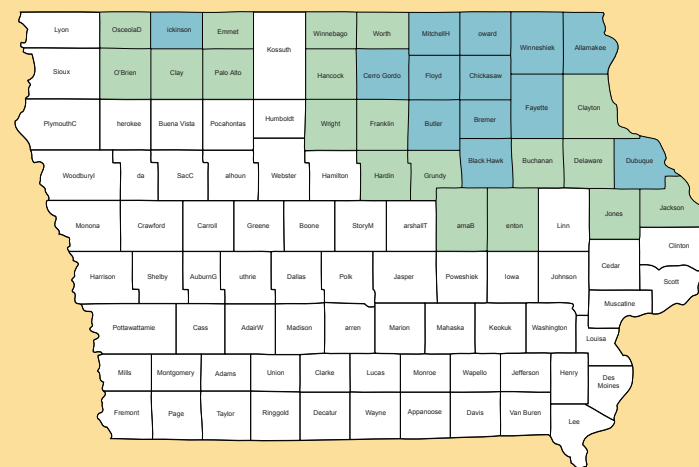 Lyon OsceolaD ickinson Emmet Winnebago Worth MitchellH oward
Kossuth Winneshiek Allamakee
Sioux O'Brien Clay Palo Alto Hancock Cerro Gordo Floyd Chickasaw
PlymouthC herokee Buena Vista Pocahontas Humboldt Wright Franklin Butler Bremer Fayette Clayton
Woodburyl da SacC alhoun Webster Hamilton Hardin Grundy Black Hawk Buchanan Delaware Dubuque
Monona Crawford Carroll Greene Boone StoryM arshallT amaB enton Linn Jones Jackson
Clinton
Harrison Shelby AuburnG uthrie Dallas Polk Jasper Poweshiek Iowa Johnson Cedar Scott
Muscatine
Pottawattamie Cass AdairW Madison arren Marion Mahaska Keokuk Washington Louisa
Mills Montgomery Adams Union Clarke Lucas Monroe Wapello Jefferson Henry Des
Moines
Fremont Page Taylor Ringgold Decatur Wayne Appanoose Davis Van Buren Lee